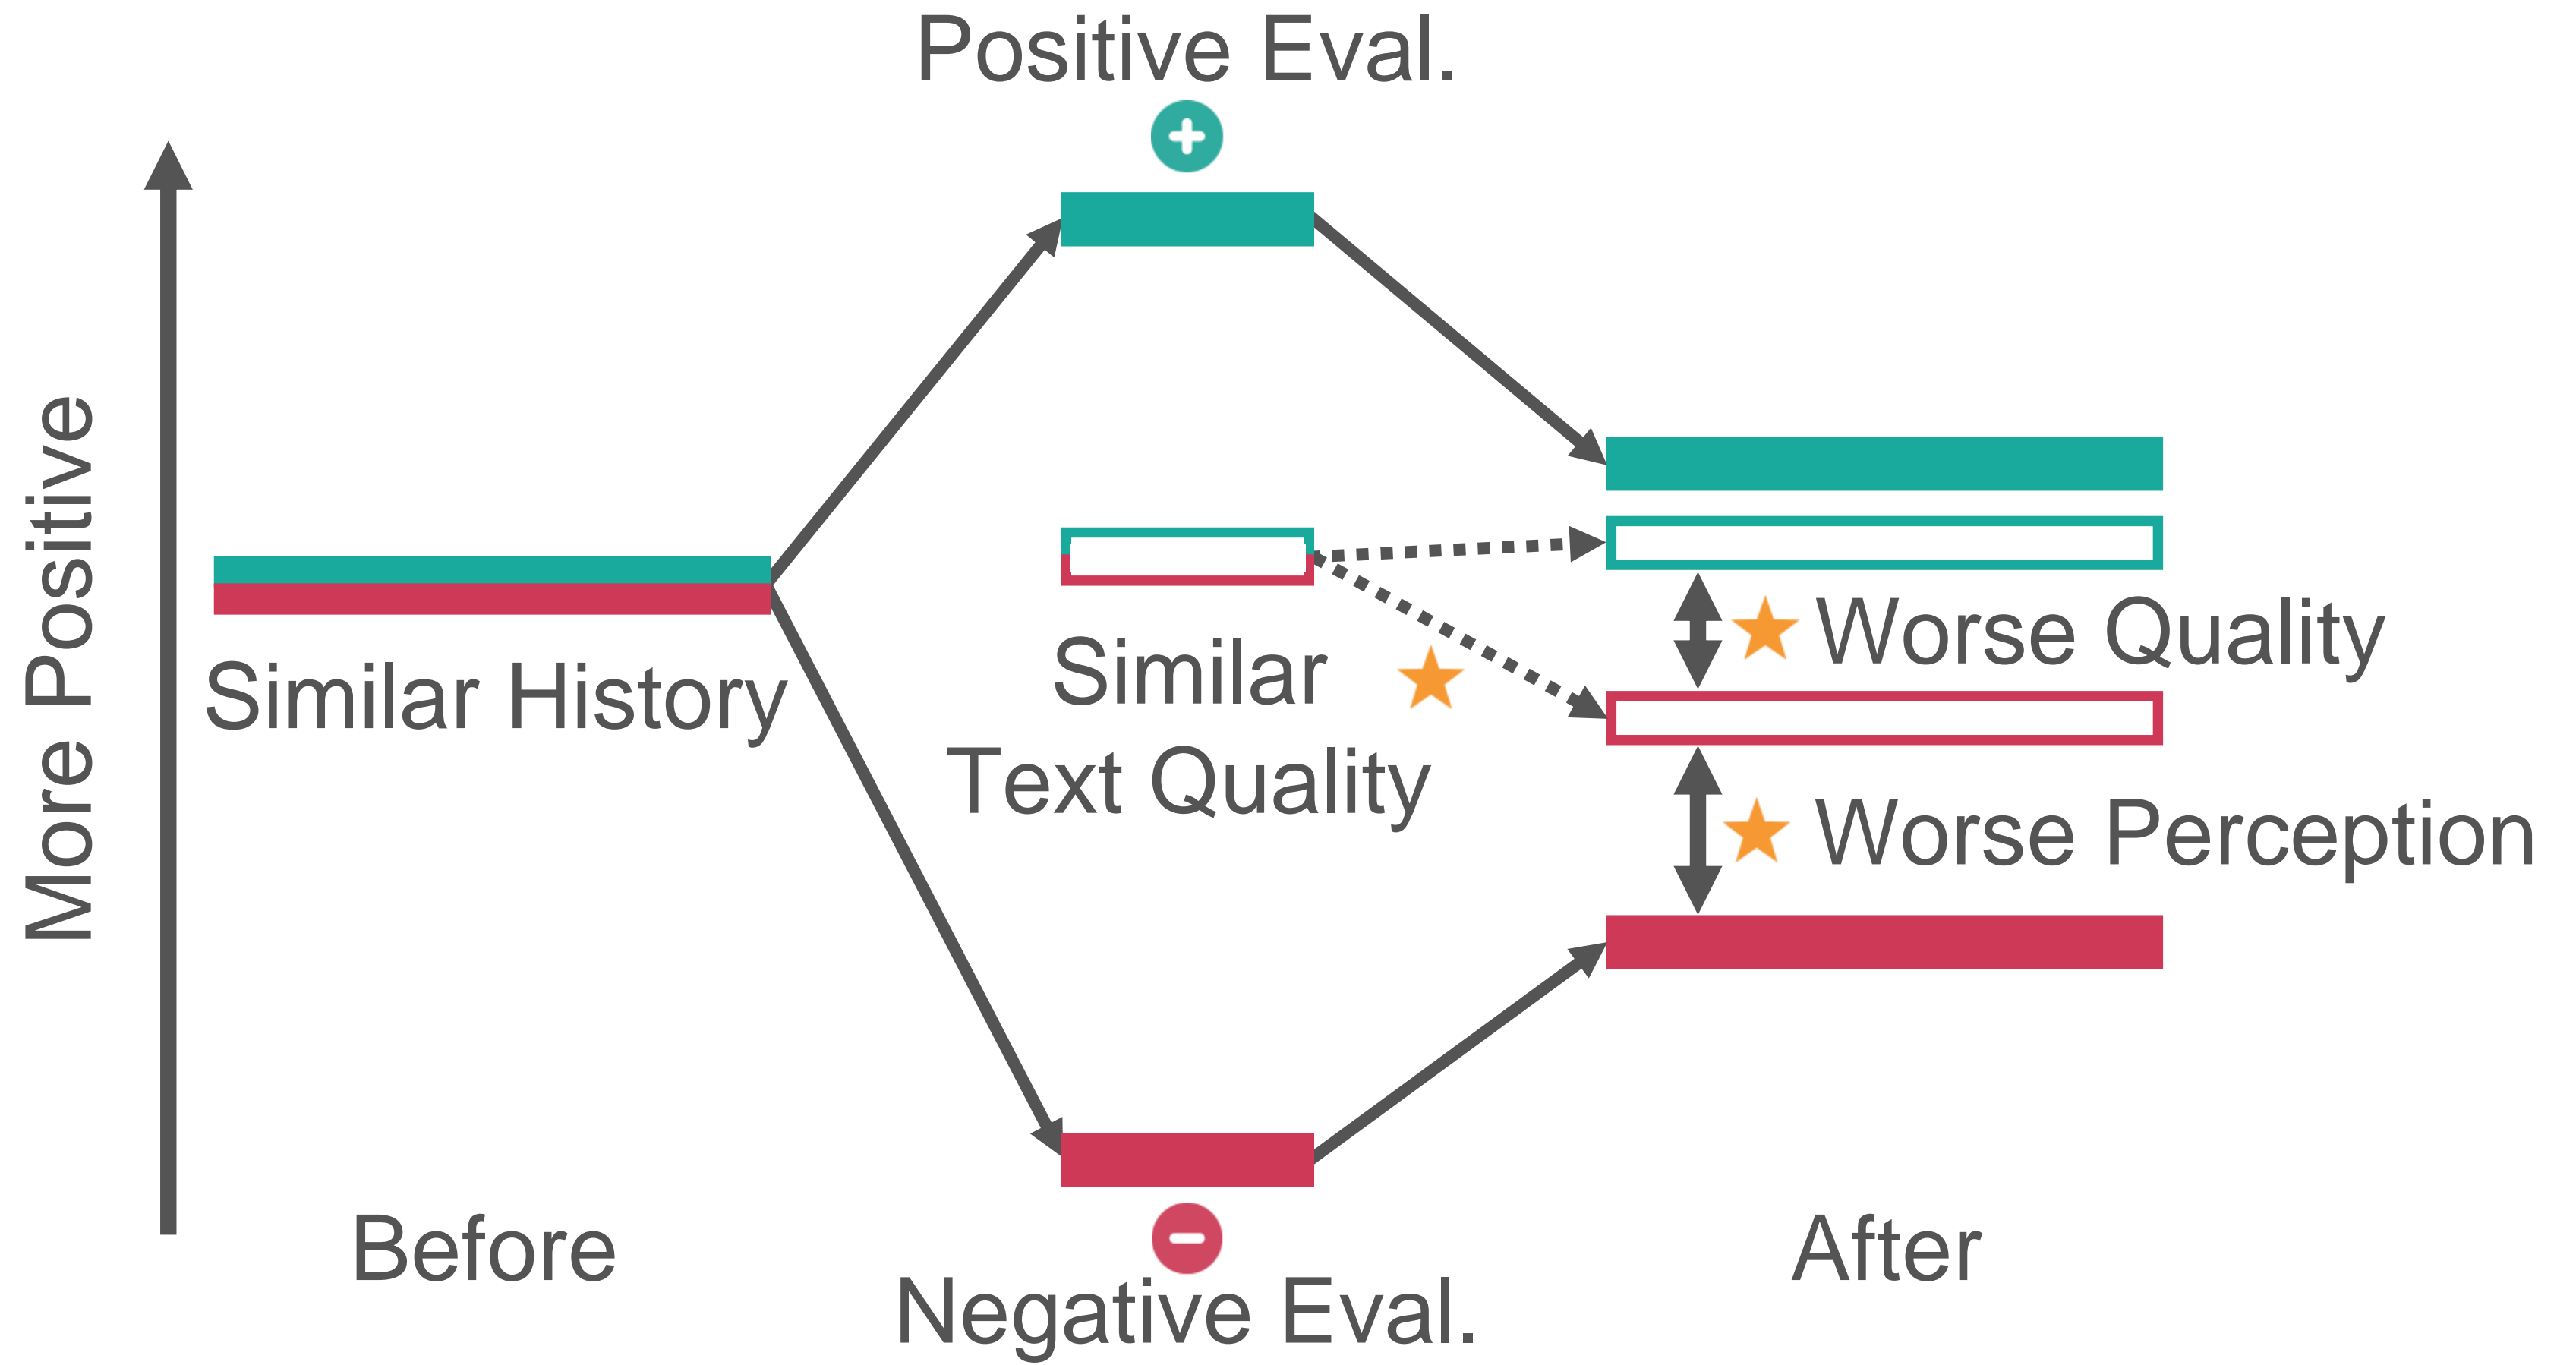 Positive Eval.
More Positive
Similar History
Similar
Text Quality
Worse Quality
Worse Perception
Before
After
Negative Eval.